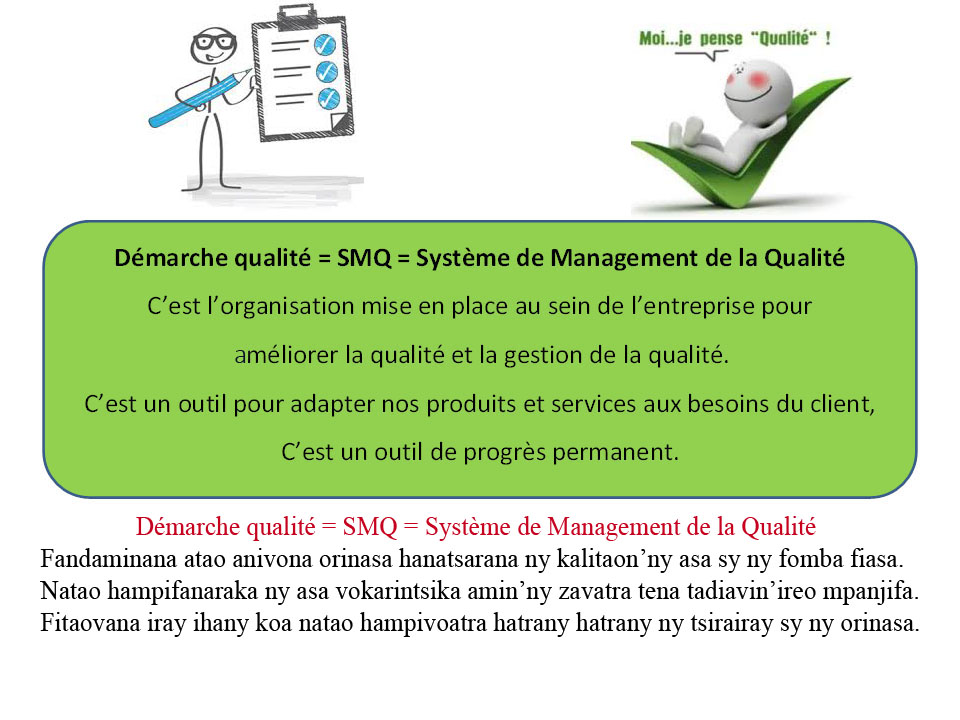 Moi...je pense "Qualité" !
Démarche qualité = SMQ = Système de Management de la Qualité
C’est l’organisation mise en place au sein de l’entreprise pour
améliorer la qualité et la gestion de la qualité.
C’est un outil pour adapter nos produits et services aux besoins du client,
C’est un outil de progrès permanent.
Démarche qualité = SMQ = Système de Management de la Qualité
Fandaminana atao anivona orinasa hanatsarana ny kalitaon’ny asa sy ny fomba fiasa.
Natao hampifanaraka ny asa vokarintsika amin’ny zavatra tena tadiavin’ireo mpanjifa.
Fitaovana iray ihany koa natao hampivoatra hatrany hatrany ny tsirairay sy ny orinasa.